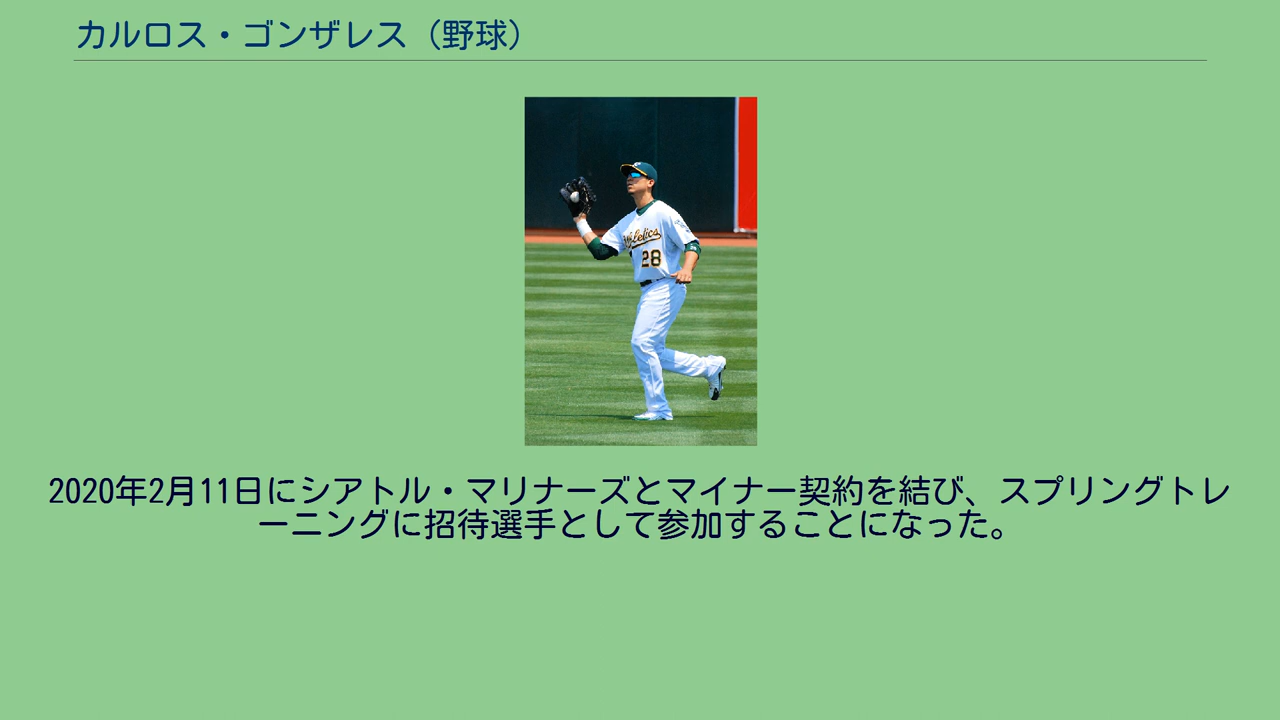 カルロス・ゴンザレス（野球）
Athletics
28
2020年2月11日にシアトル・マリナーズとマイナー契約を結び、スプリングトレ
ーニングに招待選手として参加することになった。